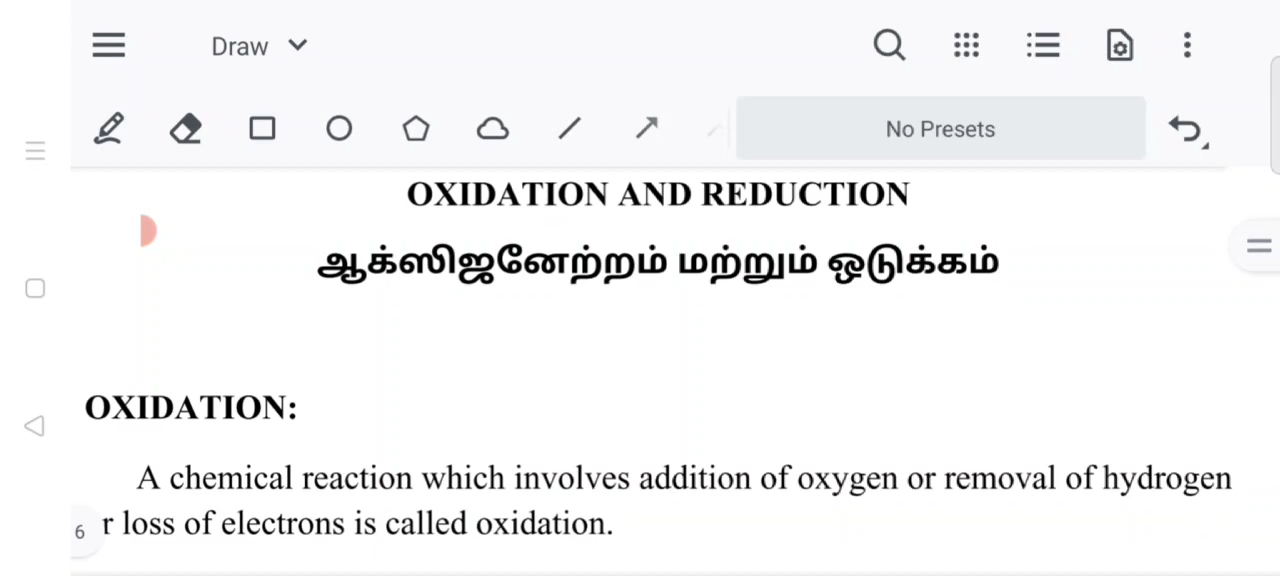 Draw
No Presets
OXIDATION AND REDUCTION
ஆக்ஸிஜனேற்றம் மற்றும் ஒடுக்கம்
OXIDATION:
A chemical reaction which involves addition of oxygen or removal of hydrogen
6 r loss of electrons is called oxidation.